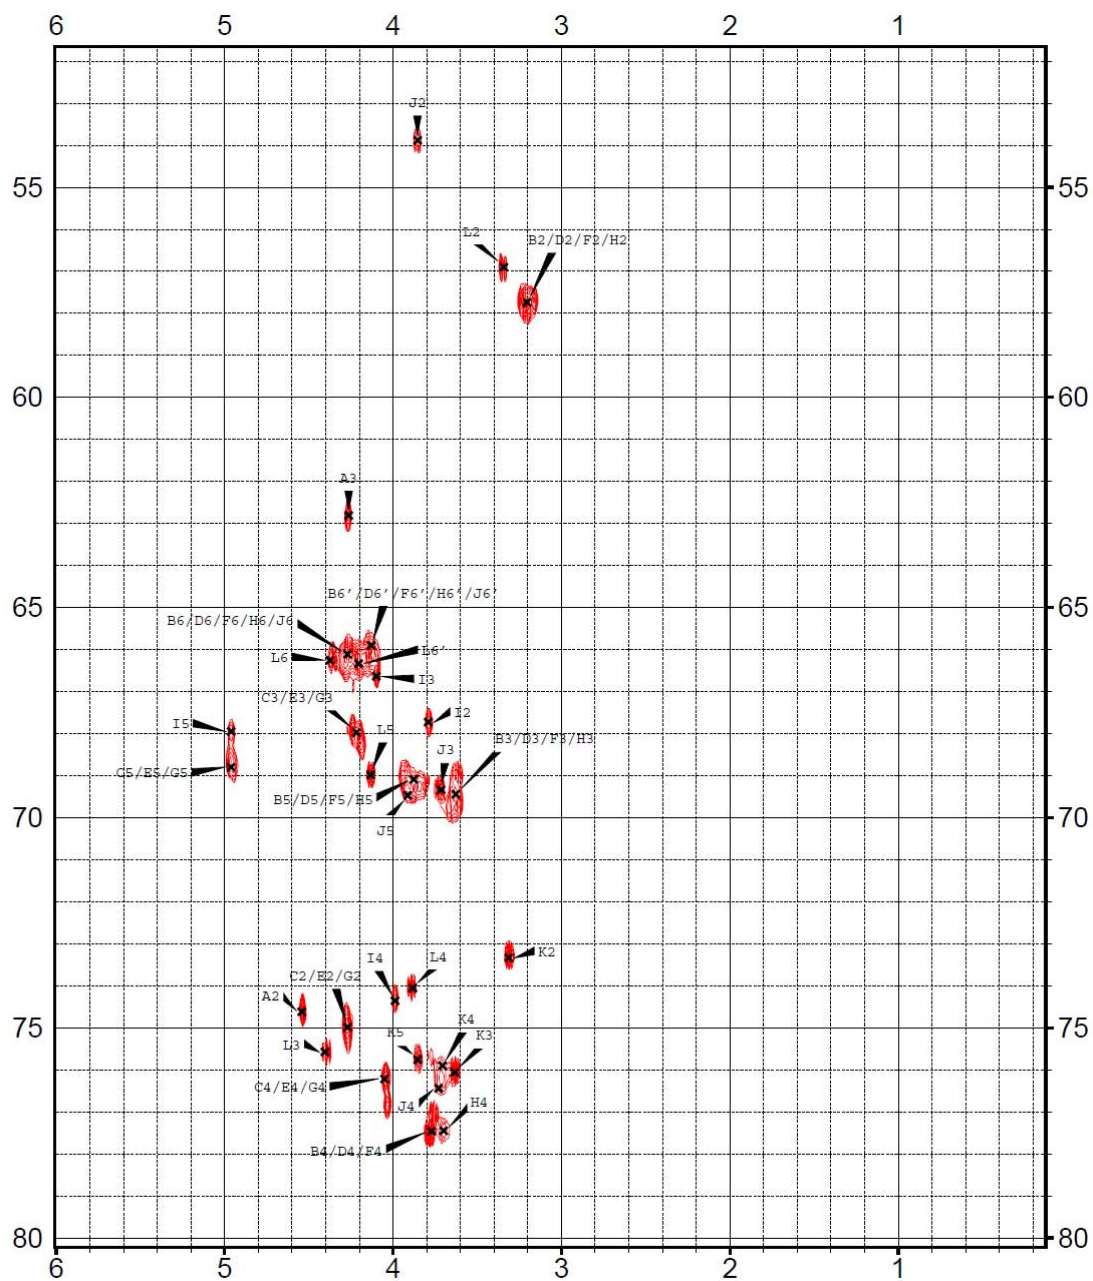 6 5 4 3 2 1
J2
55 55
L2 B2/D2/F2/H2
60 60
A3
B6′/D6′/F6′/H6′/J6′
65 65
B6/D6/F6/H6/J6
L6′
L6
I3
C3/E3/G3
I2
I5 L5
J3 B3/D3/F3/H3
C5/E5/G5
B5/D5/F5/H5
70 70
J5
K2
I4 L4
C2/E2/G2
A2
K4
75 75
K5 K3
L3
C4/E4/G4
J4 H4
B4/D4/F4
80 80
6 5 4 3 2 1